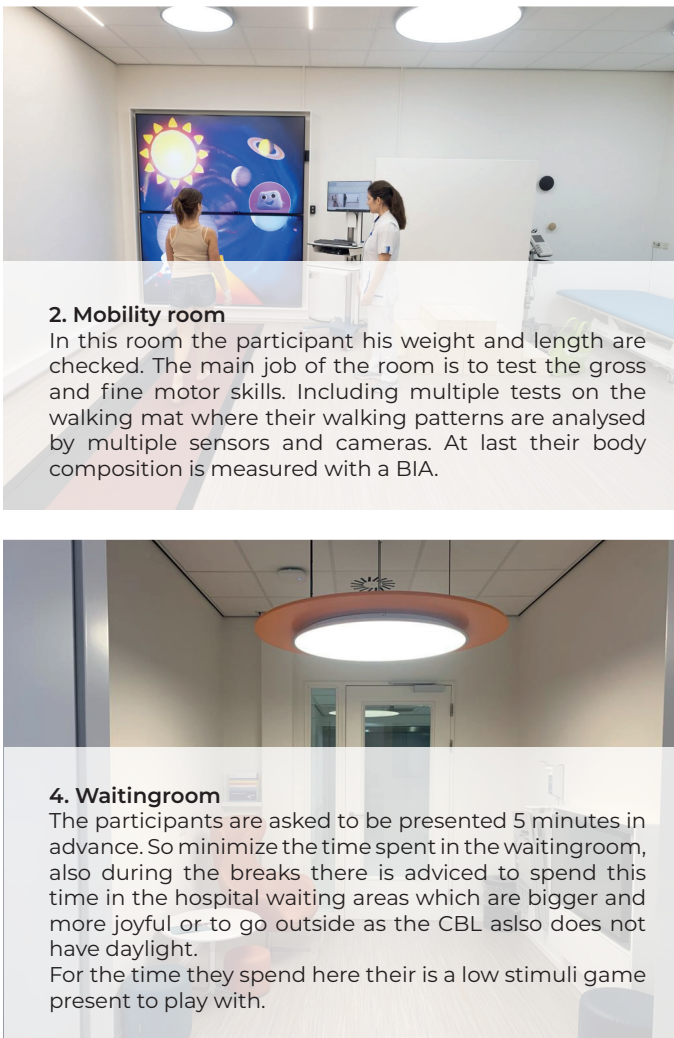 2. Mobility room
In this room the participant his weight and length are
checked. The main job of the room is to test the gross
and fine motor skills. Including multiple tests on the
walking mat where their walking patterns are analysed
by multiple sensors and cameras. At last their body
composition is measured with a BIA.
4. Waitingroom
The participants are asked to be presented 5 minutes in
advance. So minimize the time spent in the waitingroom,
also during the breaks there is adviced to spend this
time in the hospital waiting areas which are bigger and
more joyful or to go outside as the CBL aslso does not
have daylight.
For the time they spend here their is a low stimuli game
present to play with.